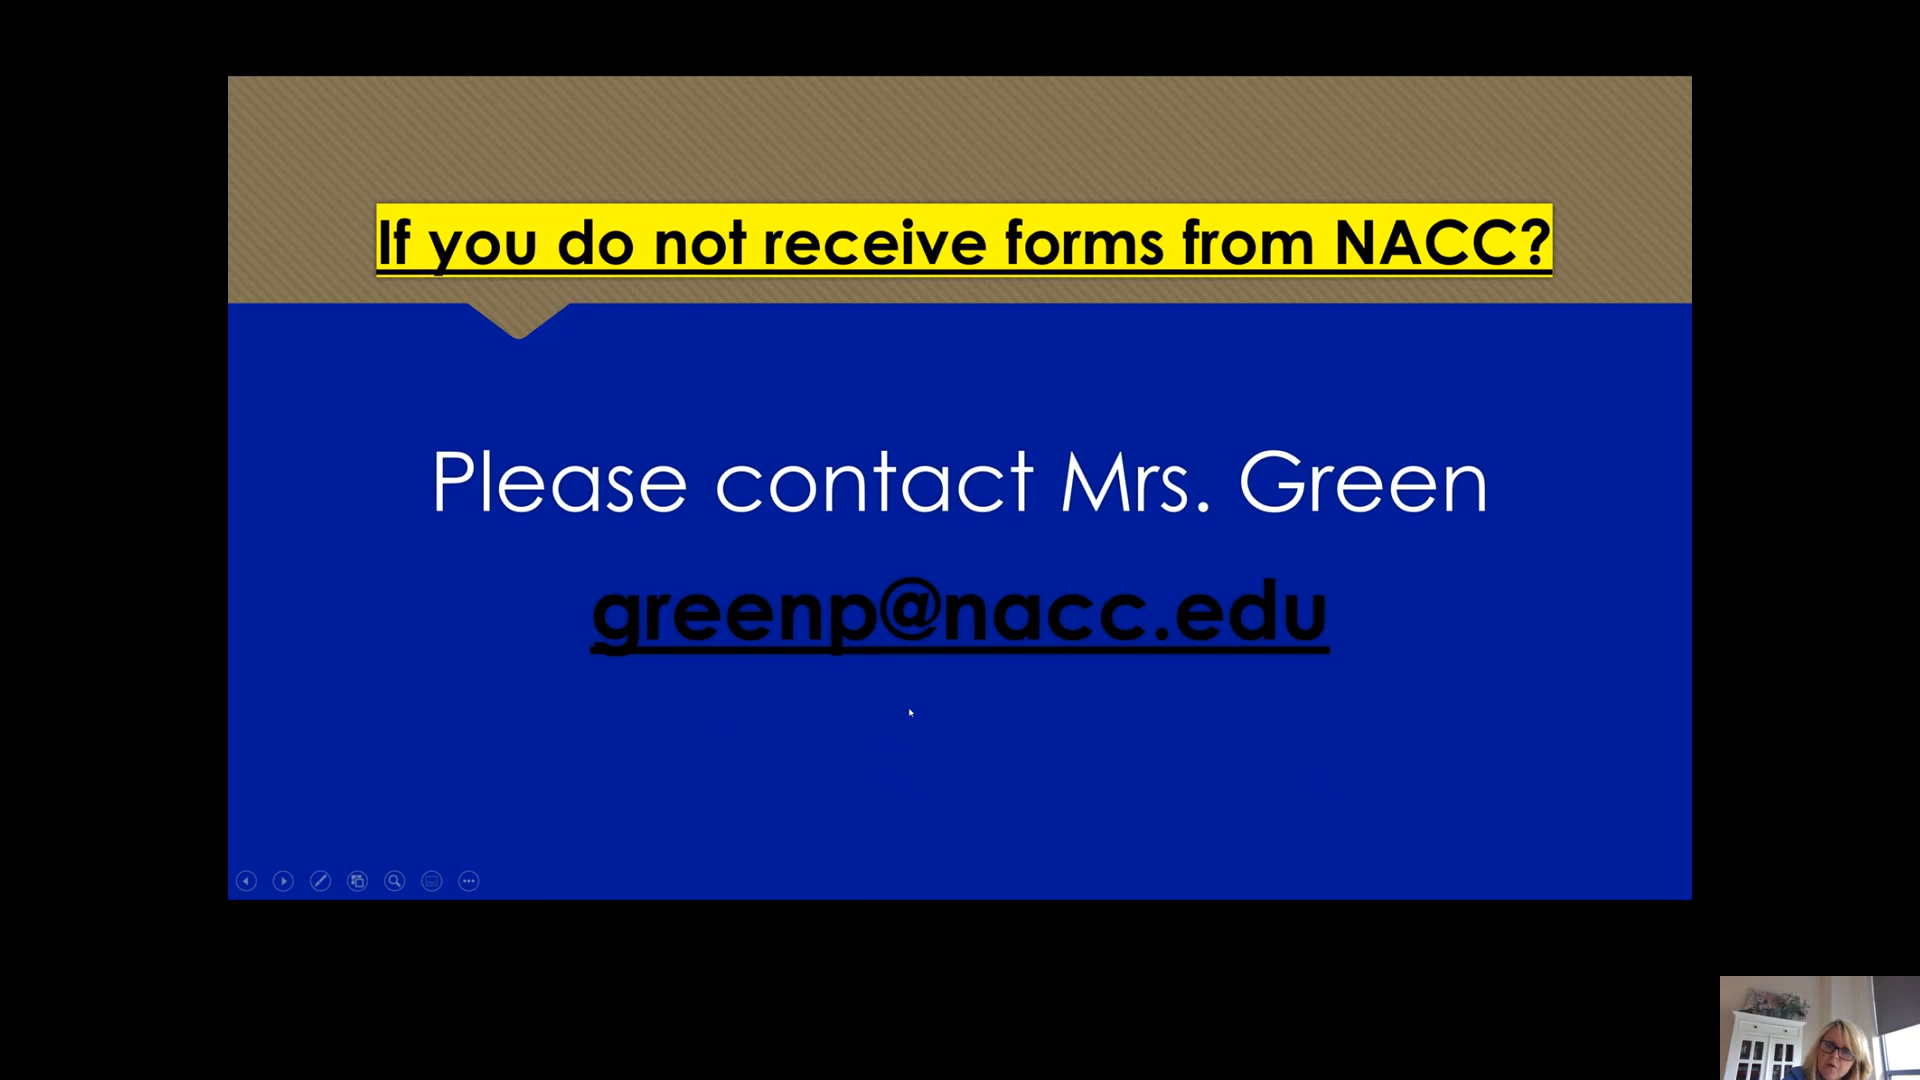 If you do not receive forms from NACC?
Please contact Mrs. Green
greenp@nacc.edu